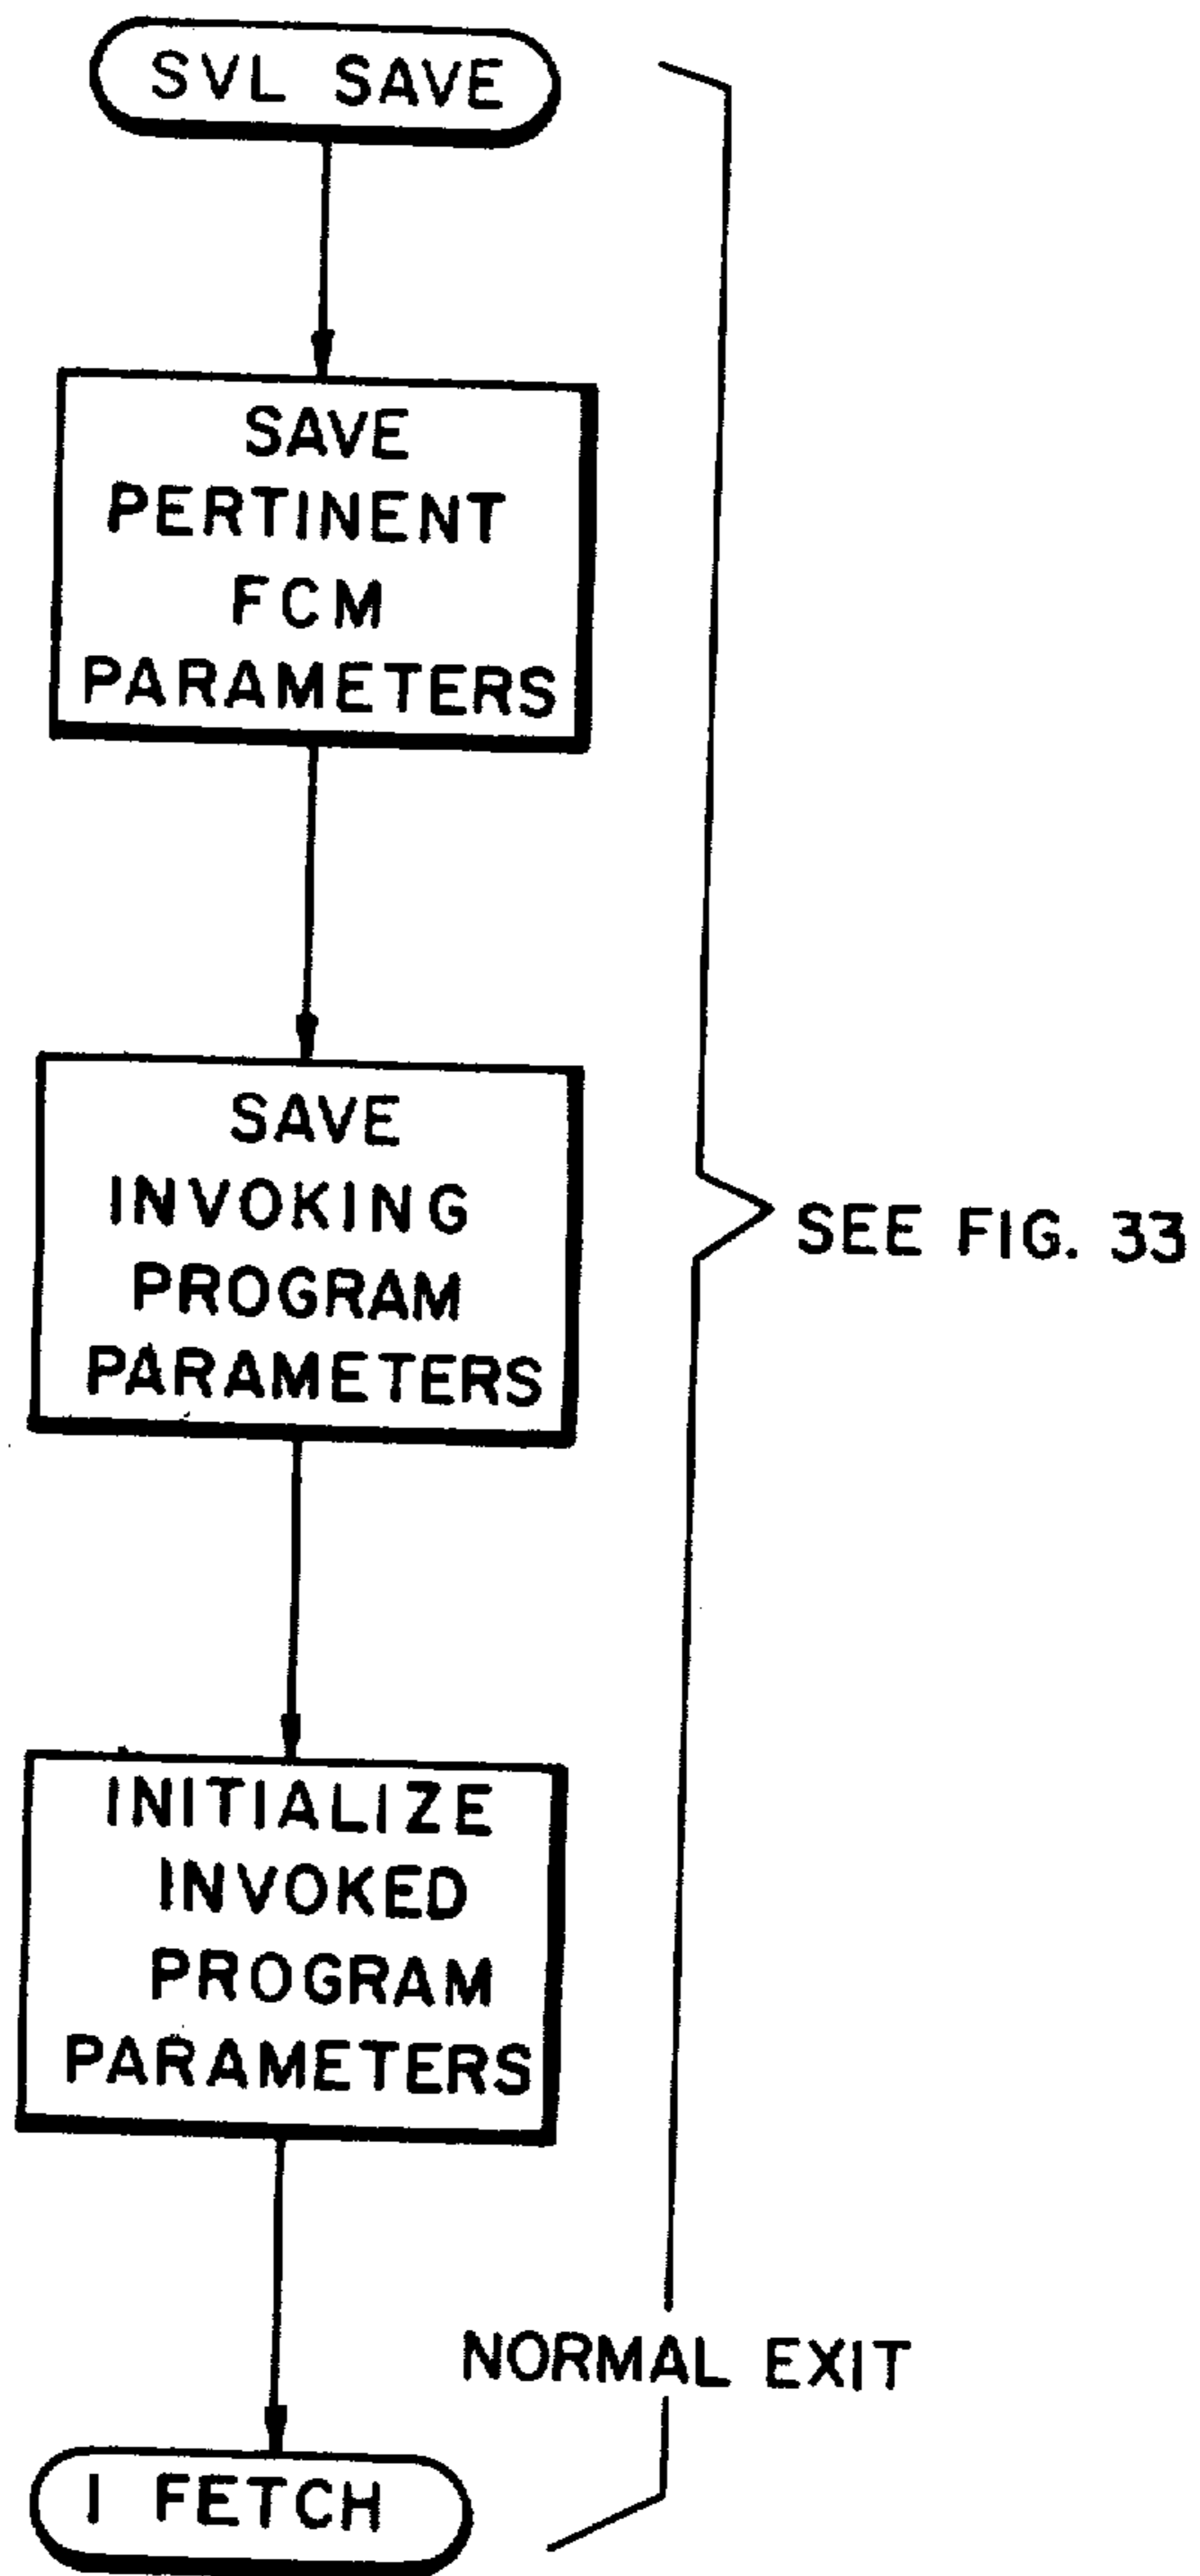 SVL SAVE
SAVE
PERTINENT
FCM
PARAMETERS
SAVE
INVOKING
PROGRAM
PARAMETERS
SEE FIG. 33
INITIALIZE
INVOKED
PROGRAM
PARAMETERS
NORMAL EXIT
I FETCH